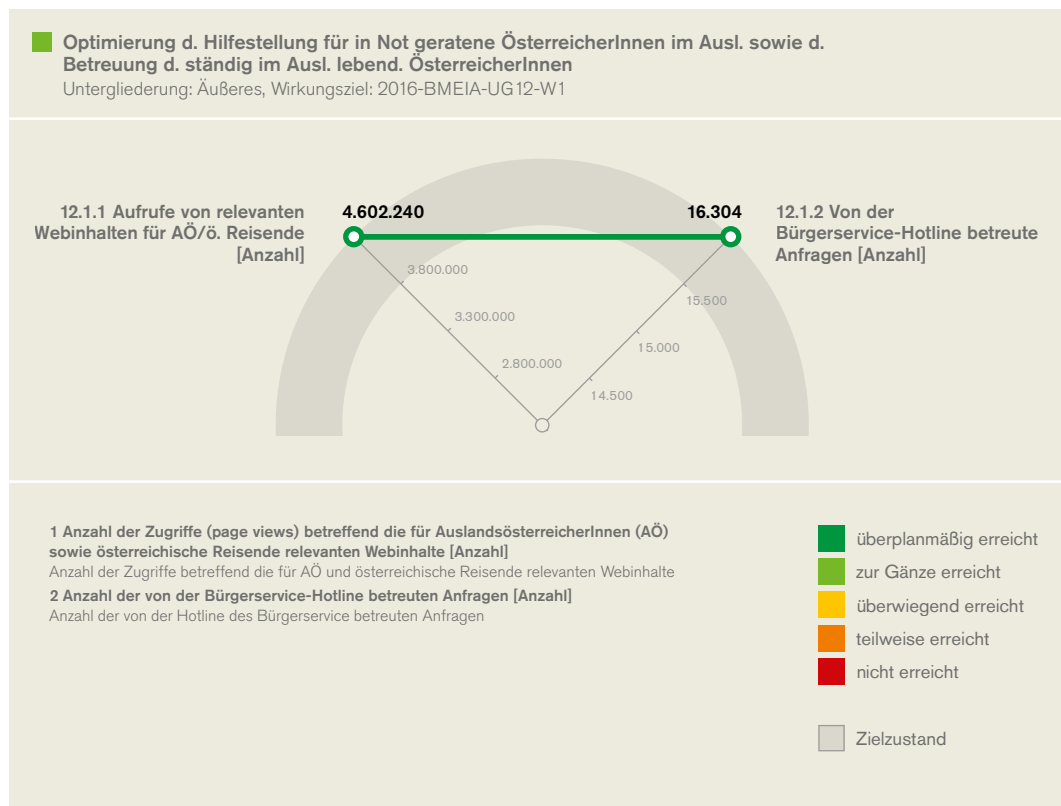 Optimierung d. Hilfestellung für in Not geratene ÖsterreicherInnen im Ausl. sowie d.
Betreuung d. ständig im Ausl. lebend. ÖsterreicherInnen
Untergliederung: Äußeres, Wirkungsziel: 2016-BMEIA-UG12-W1
12.1.1 Aufrufe von relevanten
Webinhalten für AÖ/ö. Reisende
[Anzahl]
4.602.240
16.304
12.1.2 Von der
Bürgerservice-Hotline betreute
Anfragen [Anzahl]
3.800.000
3.300.000
2.800.000
15.500
15.000
14.500
1 Anzahl der Zugriffe (page views) betreffend die für AuslandsösterreicherInnen (AÖ)
sowie österreichische Reisende relevanten Webinhalte [Anzahl]
Anzahl der Zugriffe betreffend die für AÖ und österreichische Reisende relevanten Webinhalte
2 Anzahl der von der Bürgerservice-Hotline betreuten Anfragen [Anzahl]
Anzahl der von der Hotline des Bürgerservice betreuten Anfragen
überplanmäßig erreicht
zur Gänze erreicht
überwiegend erreicht
teilweise erreicht
nicht erreicht
Zielzustand